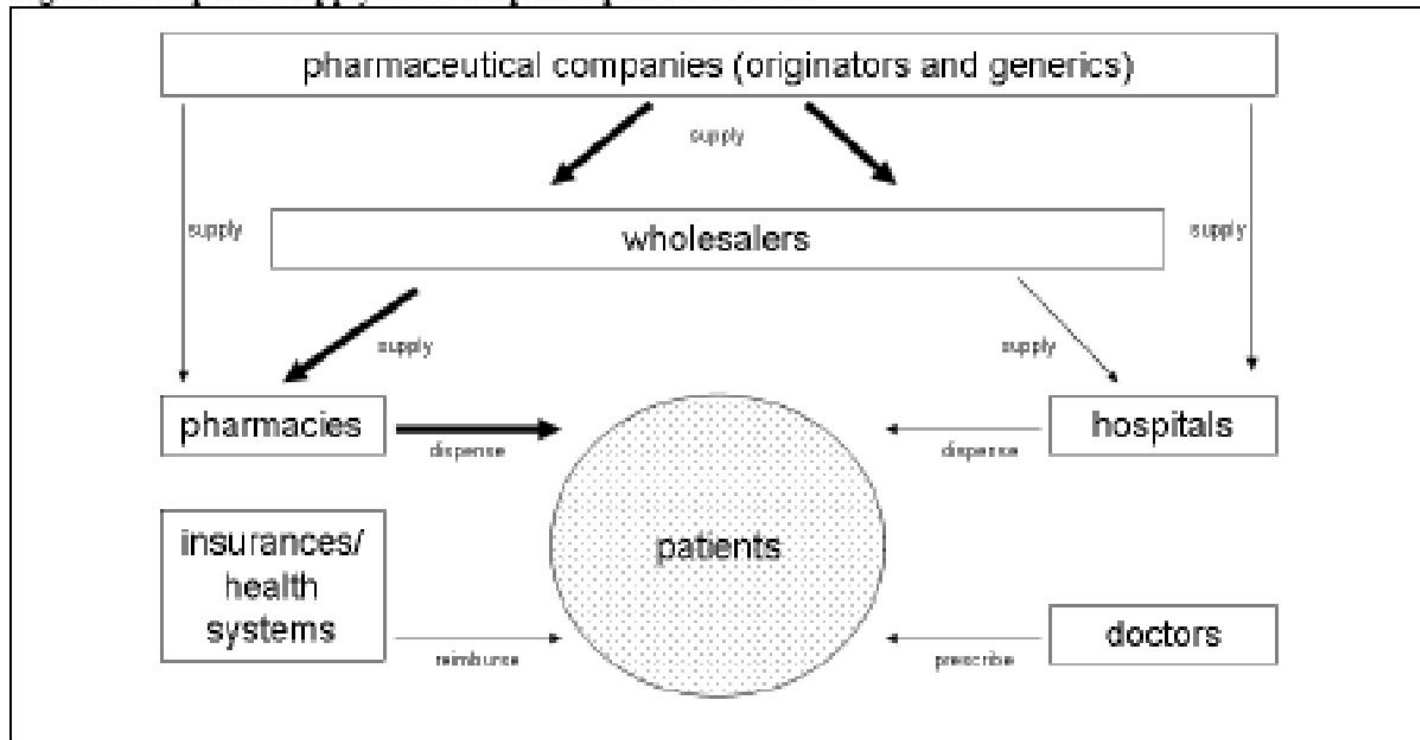 pharmaceutical companies (originators and generics)
supply
supply
supply
wholesalers
supply
supply
pharmacies
dispense
dispense
hospitals
insurances/
health
systems
patients
reimburse
prescribe
doctors